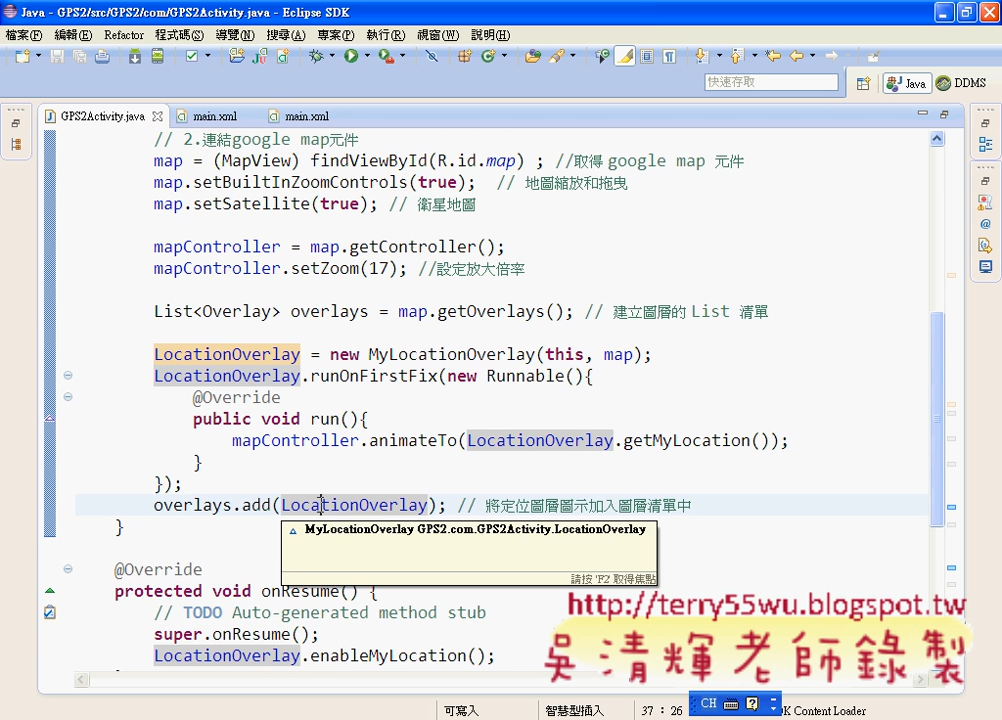 Java - GPS2/src/GPS2/com/GPS2Activity.java - Eclipse SDK
檔案(F) 編輯(E) Refactor 程式碼(S) 導覽(N) 搜尋(A) 專案(P) 執行(R) 視窗(W) 說明(H)
快速存取 Java DDMS
GPS2Activity.java main.xml main.xml
// 2.連結google map元件
map = (MapView) findViewById(R.id.map) ; //取得 google map 元件
map.setBuiltInZoomControls(true); // 地圖縮放和拖曳
map.setSatellite(true); // 衛星地圖
mapController = map.getController();
mapController.setZoom(17); //設定放大倍率
List<Overlay> overlays = map.getOverlays(); // 建立圖層的 List 清單
LocationOverlay = new MyLocationOverlay(this, map);
LocationOverlay.runOnFirstFix(new Runnable(){
@Override
public void run(){
mapController.animateTo(LocationOverlay.getMyLocation());
}
});
overlays.add(LocationOverlay); // 將定位圖層圖示加入圖層清單中
}
MyLocationOverlay GPS2.com.GPS2Activity.LocationOverlay
請按 'F2' 取得焦點
@Override
protected void onResume() {
// TODO Auto-generated method stub
super.onResume();
LocationOverlay.enableMyLocation();
http://terry55wu.blogspot.tw
吳清輝老師錄製
可寫入 智慧型插入 37 : 26 CH K Content Loader